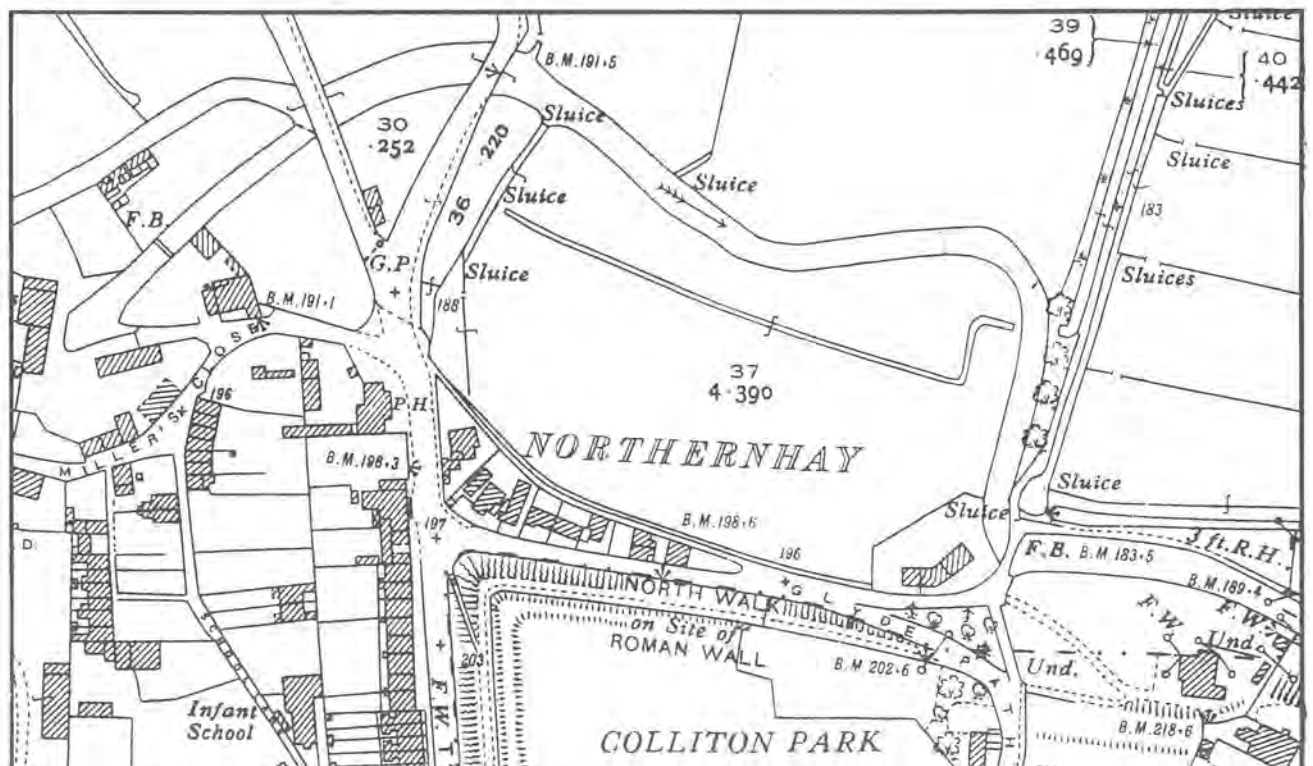 Sluice
39
·469
40
·442
B.M.191·5
Sluices
Sluice
30
·252
·220
Sluice
Sluice
Sluice
183
36
F.B.
G.P
Sluice
Sluices
B.M.191·1
188
37
4·390
MILLER'S CLOSE
196
P.H.
NORTHERNHAY
B.M.196·3
Sluice
197
B.M.198·6
Sluice
D.
196
F.B.
B.M.183·5
3 ft. R.H.
B.M.189·4
NORTH WALK
GLYDE PATH
F.W.
F.W.
on Site of
ROMAN WALL
Und.
203
Und.
B.M.202·6
Infant
School
B.M.218·6
COLLITON PARK